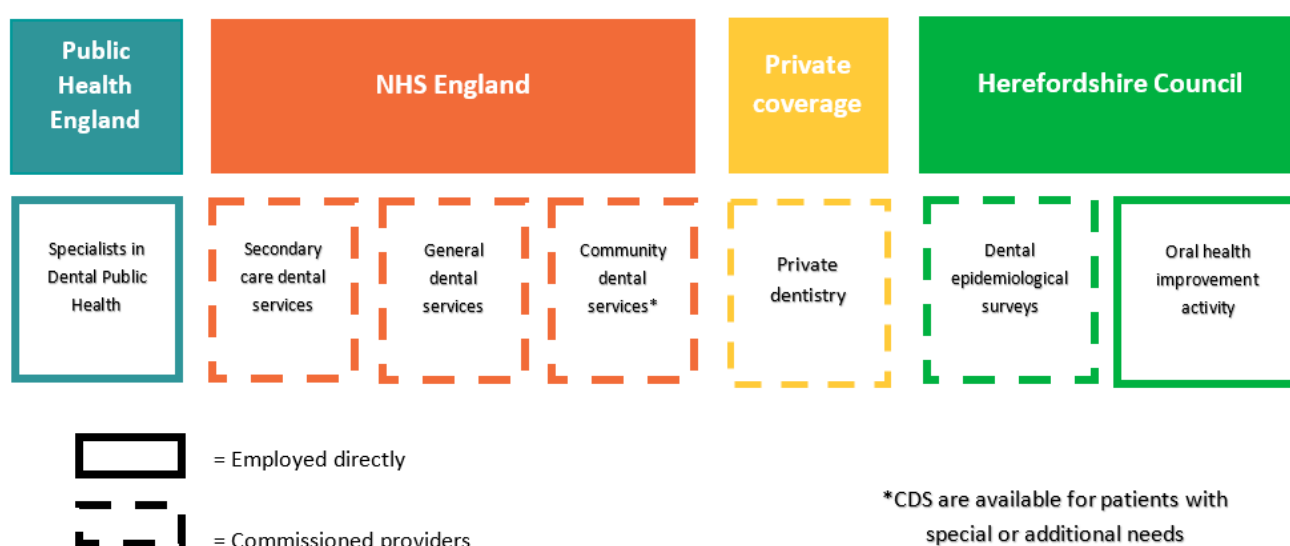 Public
Health
England
NHS England
Private
coverage
Herefordshire Council
Specialists in
Dental Public
Health
Secondary
care dental
services
General
dental
services
Community
dental
services*
Private
dentistry
Dental
epidemiological
surveys
Oral health
improvement
activity
= Employed directly
= Commissioned providers
*CDS are available for patients with
special or additional needs